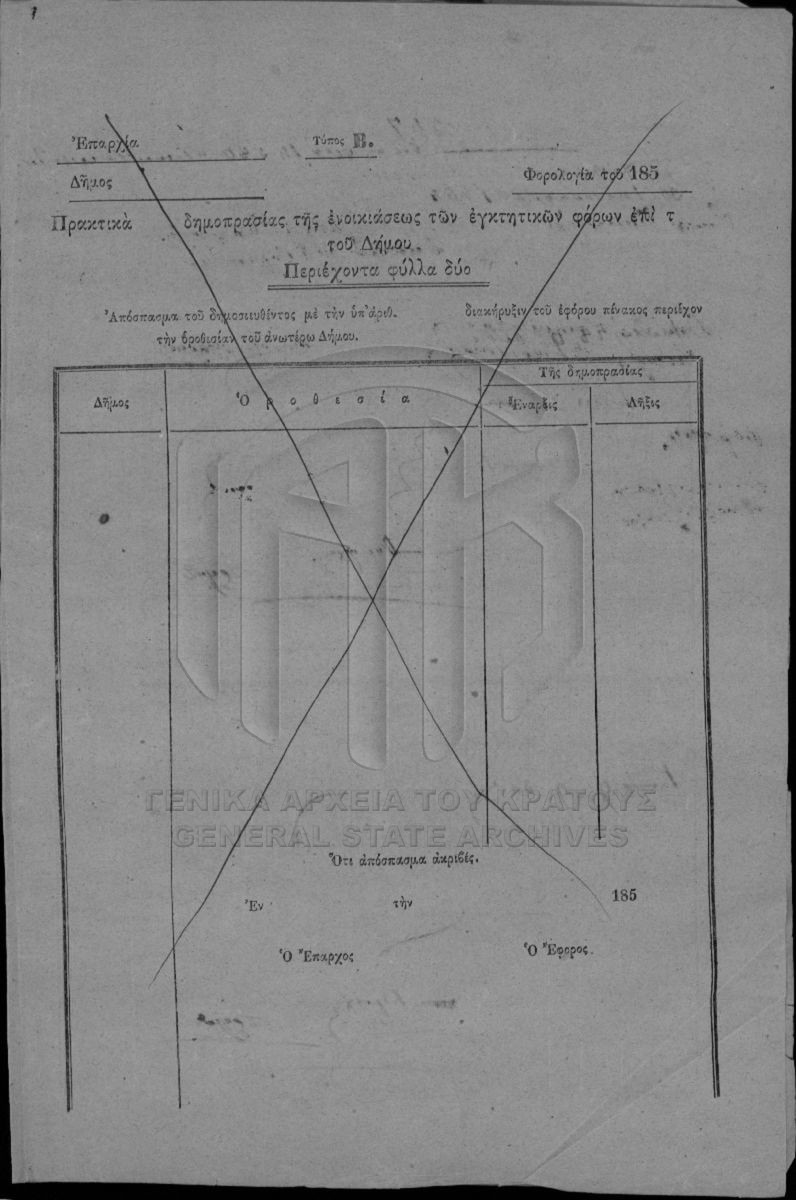 Ἐπαρχία
Τύπος Β.
Δῆμος
Φορολογία τοῦ 185
Πρακτικὰ δημοπρασίας τῆς ἐνοικιάσεως τῶν ἐγκτητικῶν φόρων ἐπὶ τ
τοῦ Δήμου
Περιέχοντα φύλλα δύο
Ἀπόσπασμα τοῦ δημοσιευθέντος μὲ τὴν ὑπ' ἀριθ. διακήρυξιν τοῦ ἐφόρου πίνακος περιέχον
τὴν ὁροθεσίαν τοῦ ἀνωτέρω Δήμου.
Τῆς δημοπρασίας
Δῆμος Ὁροθεσία Ἔναρξις Λῆξις
ΓΕΝΙΚΑ ΑΡΧΕΙΑ ΤΟΥ ΚΡΑΤΟΥΣ
GENERAL STATE ARCHIVES
Ὅτι ἀπόσπασμα ἀκριβές.
Ἐν τὴν 185
Ὁ Ἔπαρχος Ὁ Ἔφορος.